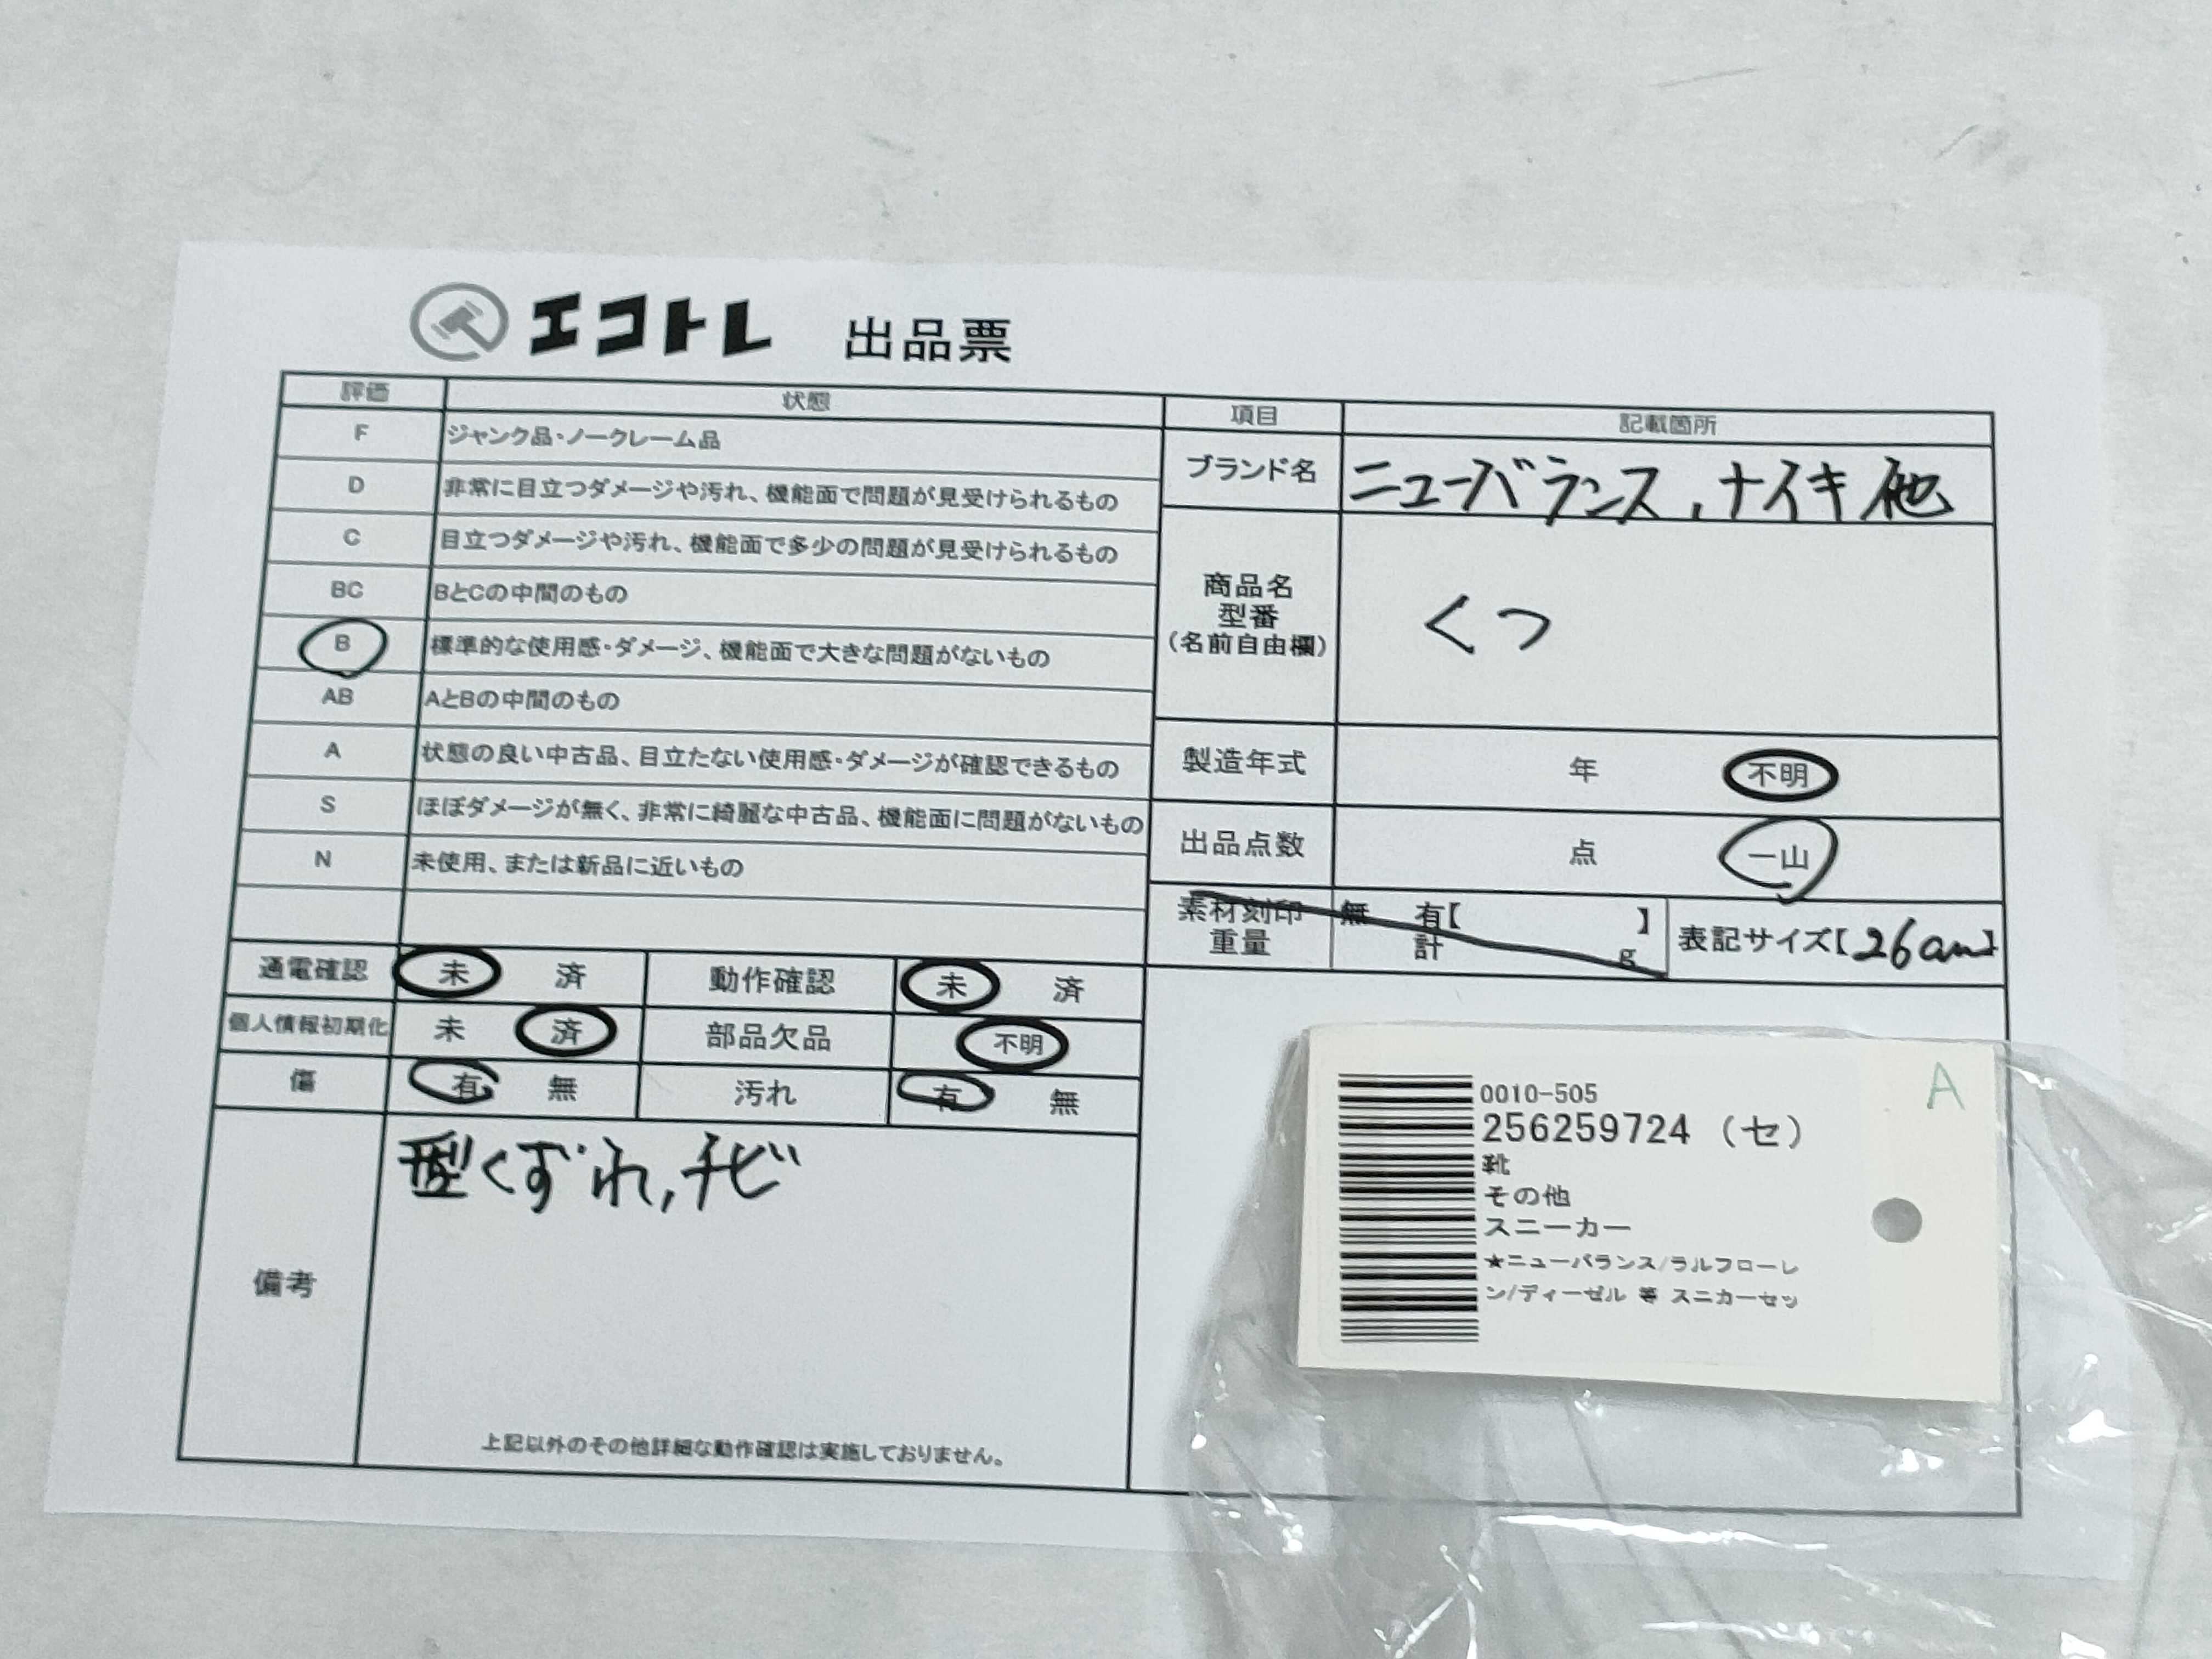 エコトレ 出品票
評価 状態
F ジャンク品・ノークレーム品
D 非常に目立つダメージや汚れ、機能面で問題が見受けられるもの
C 目立つダメージや汚れ、機能面で多少の問題が見受けられるもの
BC BとCの中間のもの
B 標準的な使用感・ダメージ、機能面で大きな問題がないもの
AB AとBの中間のもの
A 状態の良い中古品、目立たない使用感・ダメージが確認できるもの
S ほぼダメージが無く、非常に綺麗な中古品、機能面に問題がないもの
N 未使用、または新品に近いもの
通電確認 未 済 動作確認 未 済
個人情報初期化 未 済 部品欠品 不明
傷 有 無 汚れ 有 無
備考
型くずれ,チビ
上記以外のその他詳細な動作確認は実施しておりません。
項目 記載箇所
ブランド名 ニューバランス,ナイキ他
商品名
型番
(名前自由欄)
くつ
製造年式 年 不明
出品点数 点 一山
素材刻印 無 有【 】
重量 計 g
表記サイズ【26cm】
0010-505
256259724 (セ)
靴
その他
スニーカー
★ニューバランス/ラルフローレ
ン/ディーゼル 等 スニカーセッ
A